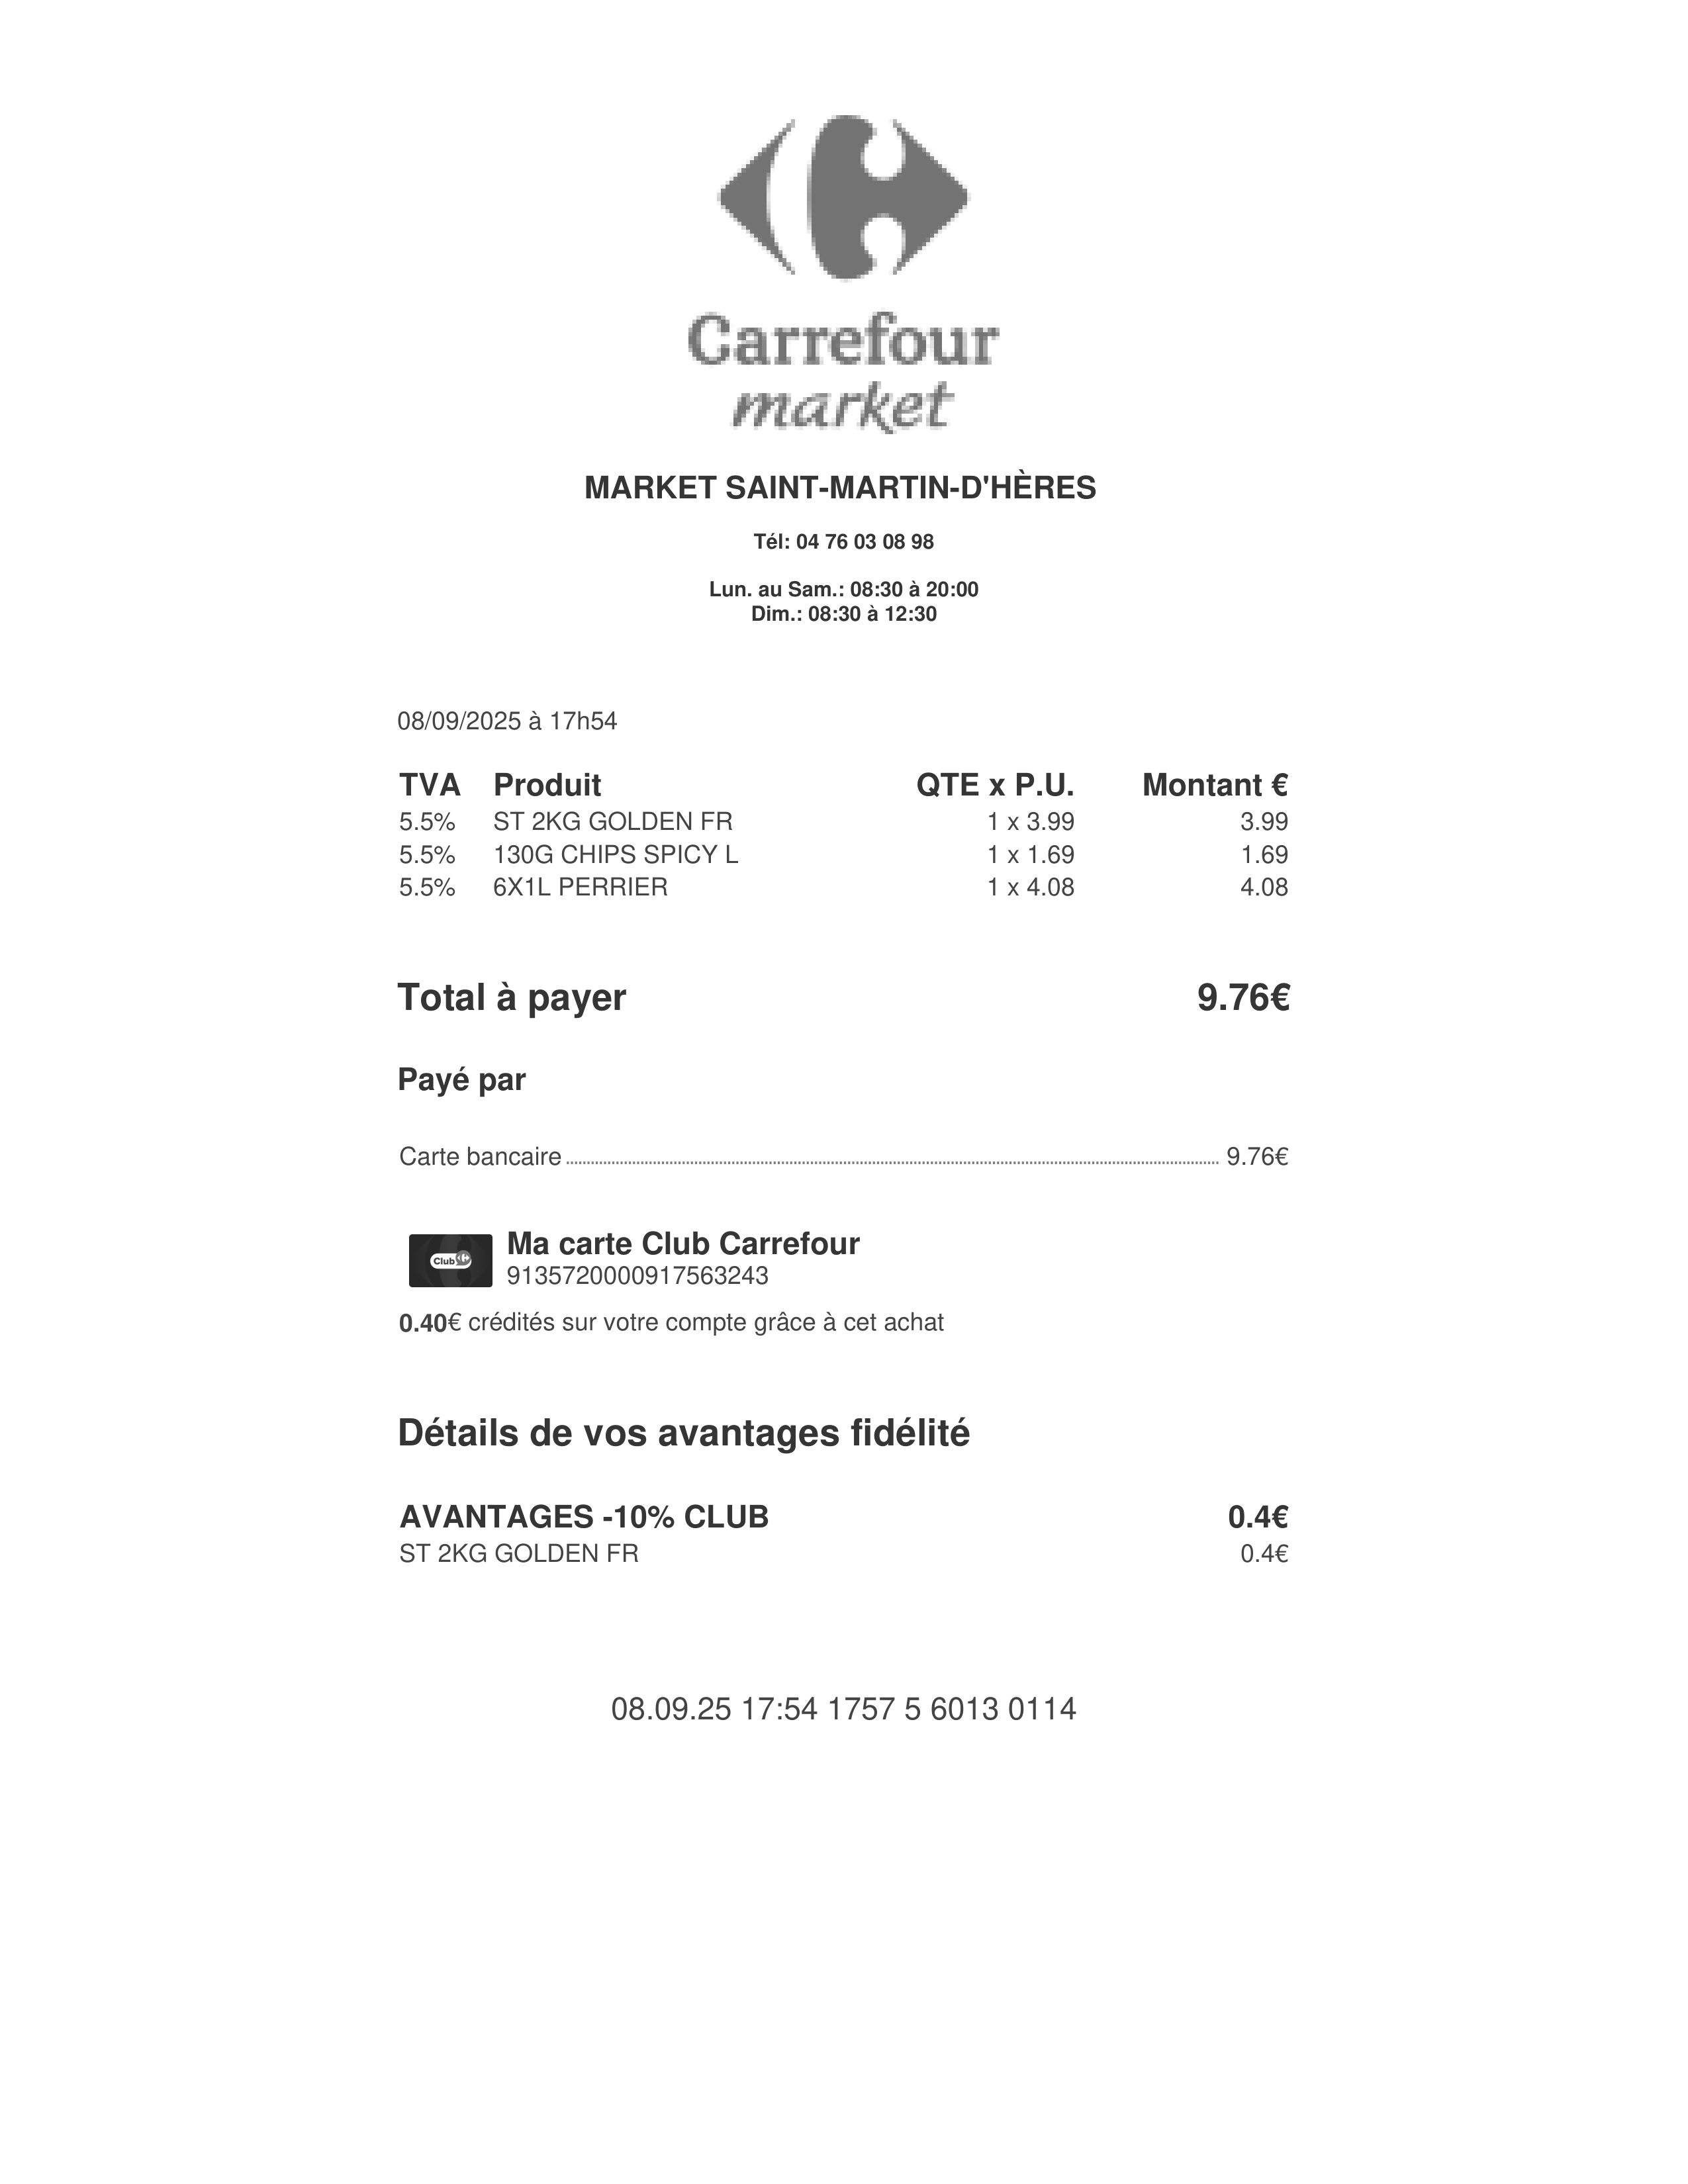 Carrefour
market
MARKET SAINT-MARTIN-D'HÈRES
Tél: 04 76 03 08 98
Lun. au Sam.: 08:30 à 20:00
Dim.: 08:30 à 12:30
08/09/2025 à 17h54
TVA Produit QTE x P.U. Montant €
5.5% ST 2KG GOLDEN FR 1 x 3.99 3.99
5.5% 130G CHIPS SPICY L 1 x 1.69 1.69
5.5% 6X1L PERRIER 1 x 4.08 4.08
Total à payer 9.76€
Payé par
Carte bancaire 9.76€
Club
Ma carte Club Carrefour
9135720000917563243
0.40€ crédités sur votre compte grâce à cet achat
Détails de vos avantages fidélité
AVANTAGES -10% CLUB 0.4€
ST 2KG GOLDEN FR 0.4€
08.09.25 17:54 1757 5 6013 0114